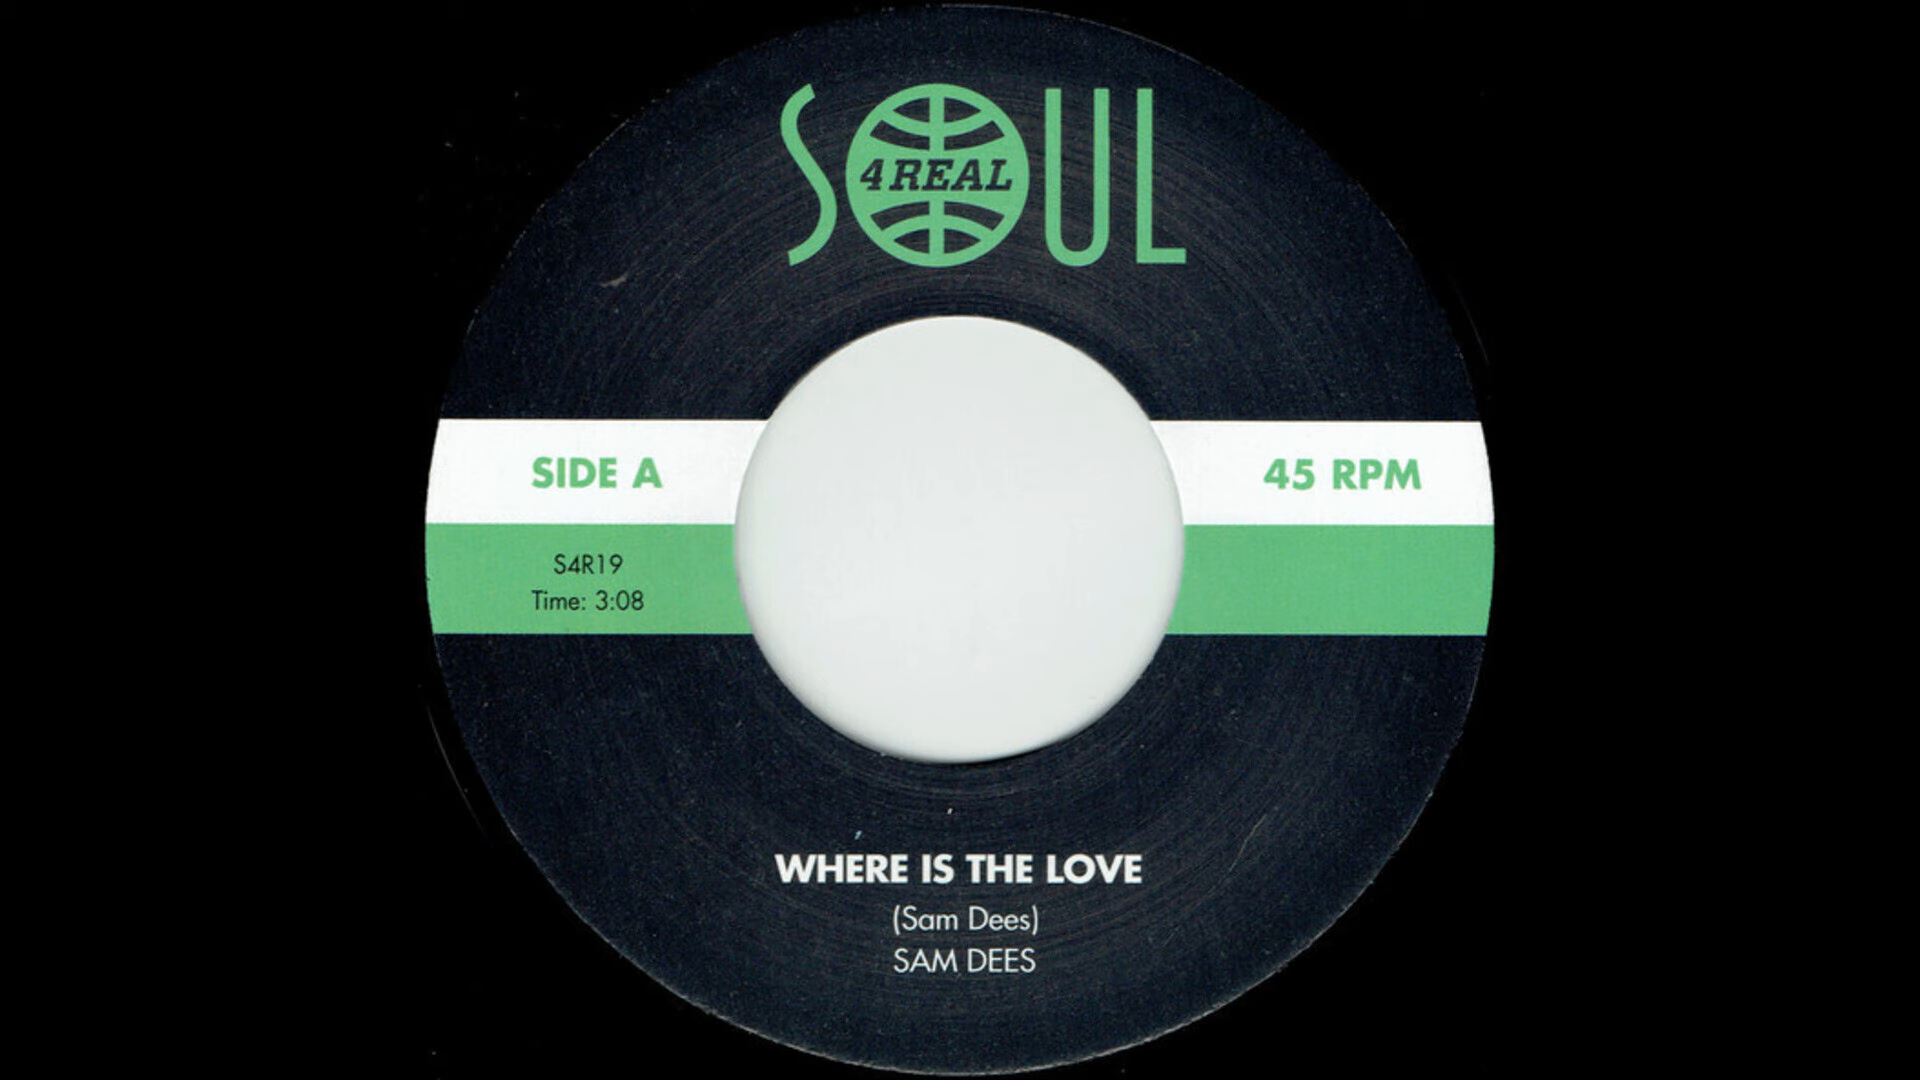 SOUL
4REAL
SIDE A
45 RPM
S4R19
Time: 3:08
WHERE IS THE LOVE
(Sam Dees)
SAM DEES